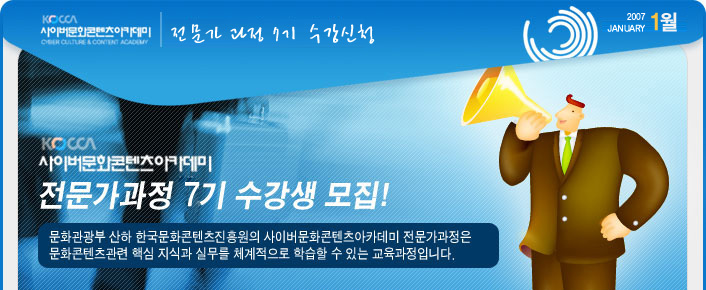 KOCCA
사이버문화콘텐츠아카데미
CYBER CULTURE & CONTENT ACADEMY
전문가 과정 7기 수강신청
2007
JANUARY
1월
KOCCA
사이버문화콘텐츠아카데미
전문가과정 7기 수강생 모집!
문화관광부 산하 한국문화콘텐츠진흥원의 사이버문화콘텐츠아카데미 전문가과정은
문화콘텐츠관련 핵심 지식과 실무를 체계적으로 학습할 수 있는 교육과정입니다.